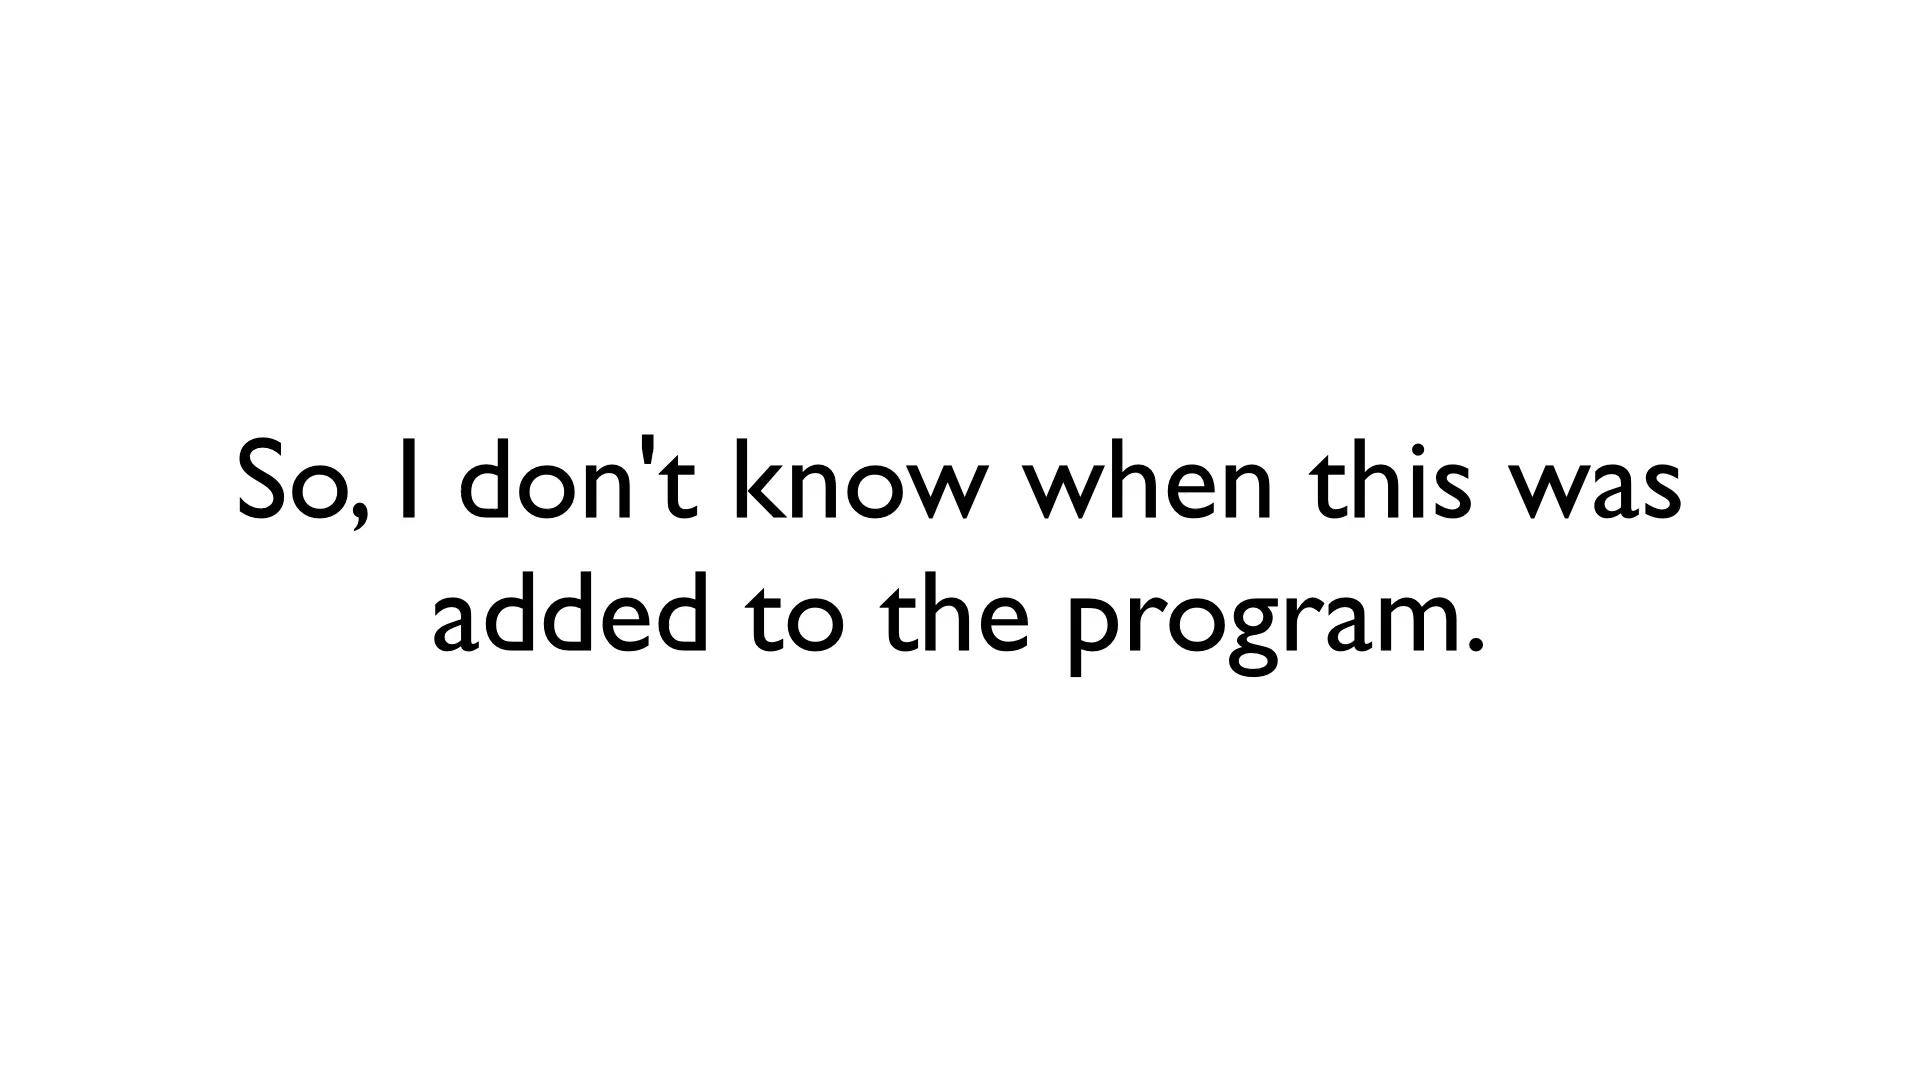 So, I don't know when this was
added to the program.